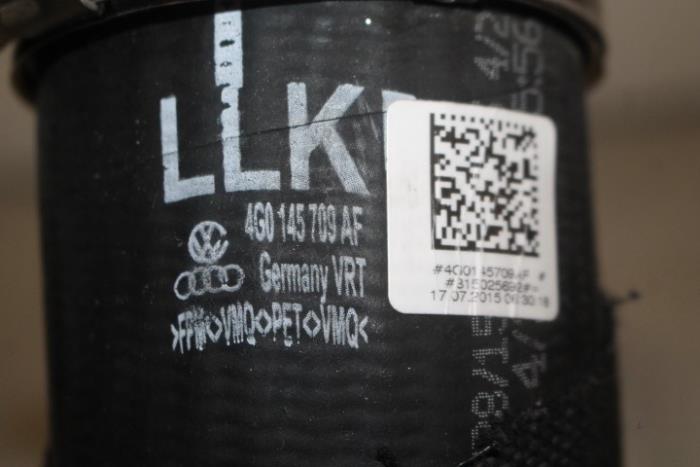 LLK
4G0 145 709 AF
Germany VRT
>FPM<>VMQ<>PET<>VMQ<
#4G0145709AF #
17.07.2015